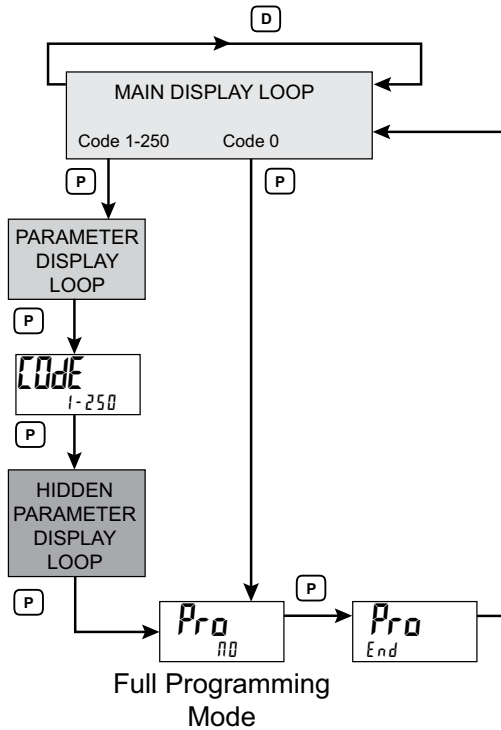 D
MAIN DISPLAY LOOP
Code 1-250 Code 0
P P
PARAMETER
DISPLAY
LOOP
P
COdE
1-250
P
HIDDEN
PARAMETER
DISPLAY
LOOP
P
P
Pro
NO
Pro
End
Full Programming
Mode